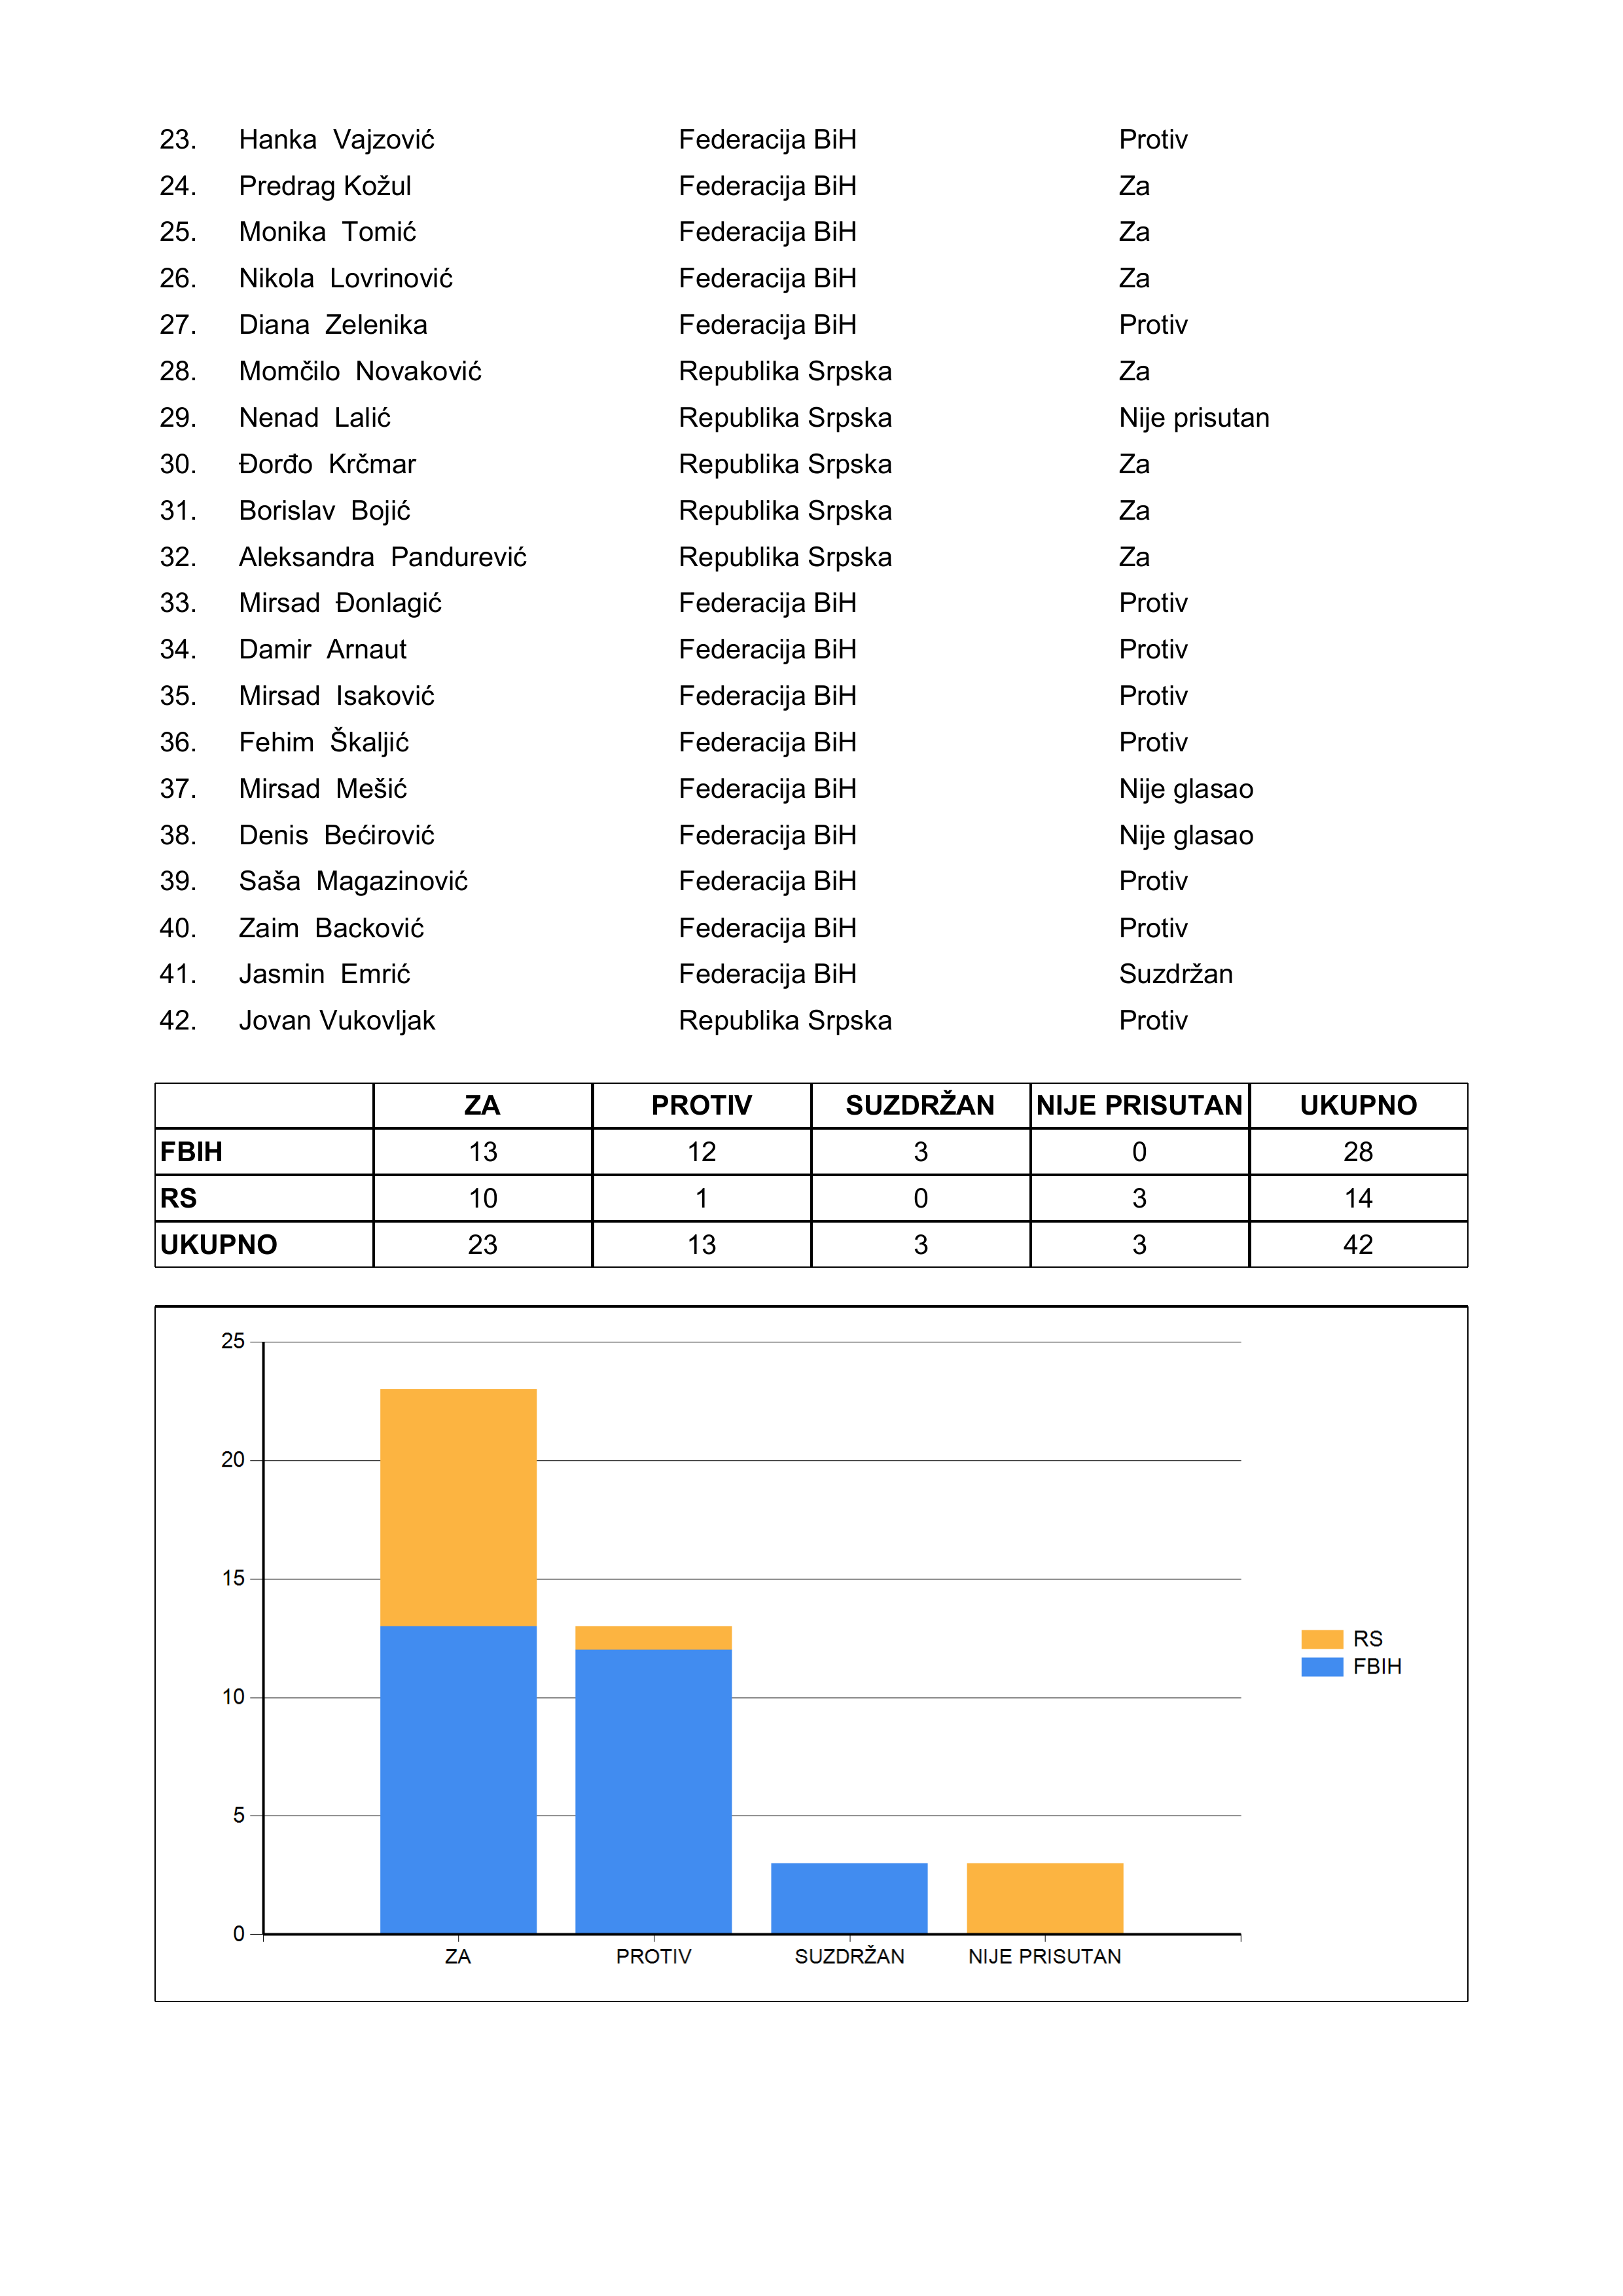 23. Hanka Vajzović Federacija BiH Protiv
24. Predrag Kožul Federacija BiH Za
25. Monika Tomić Federacija BiH Za
26. Nikola Lovrinović Federacija BiH Za
27. Diana Zelenika Federacija BiH Protiv
28. Momčilo Novaković Republika Srpska Za
29. Nenad Lalić Republika Srpska Nije prisutan
30. Đorđo Krčmar Republika Srpska Za
31. Borislav Bojić Republika Srpska Za
32. Aleksandra Pandurević Republika Srpska Za
33. Mirsad Đonlagić Federacija BiH Protiv
34. Damir Arnaut Federacija BiH Protiv
35. Mirsad Isaković Federacija BiH Protiv
36. Fehim Škaljić Federacija BiH Protiv
37. Mirsad Mešić Federacija BiH Nije glasao
38. Denis Bećirović Federacija BiH Nije glasao
39. Saša Magazinović Federacija BiH Protiv
40. Zaim Backović Federacija BiH Protiv
41. Jasmin Emrić Federacija BiH Suzdržan
42. Jovan Vukovljak Republika Srpska Protiv
ZA PROTIV SUZDRŽAN NIJE PRISUTAN UKUPNO
FBIH 13 12 3 0 28
RS 10 1 0 3 14
UKUPNO 23 13 3 3 42
25
20
15
10
5
0
ZA PROTIV SUZDRŽAN NIJE PRISUTAN
RS
FBIH